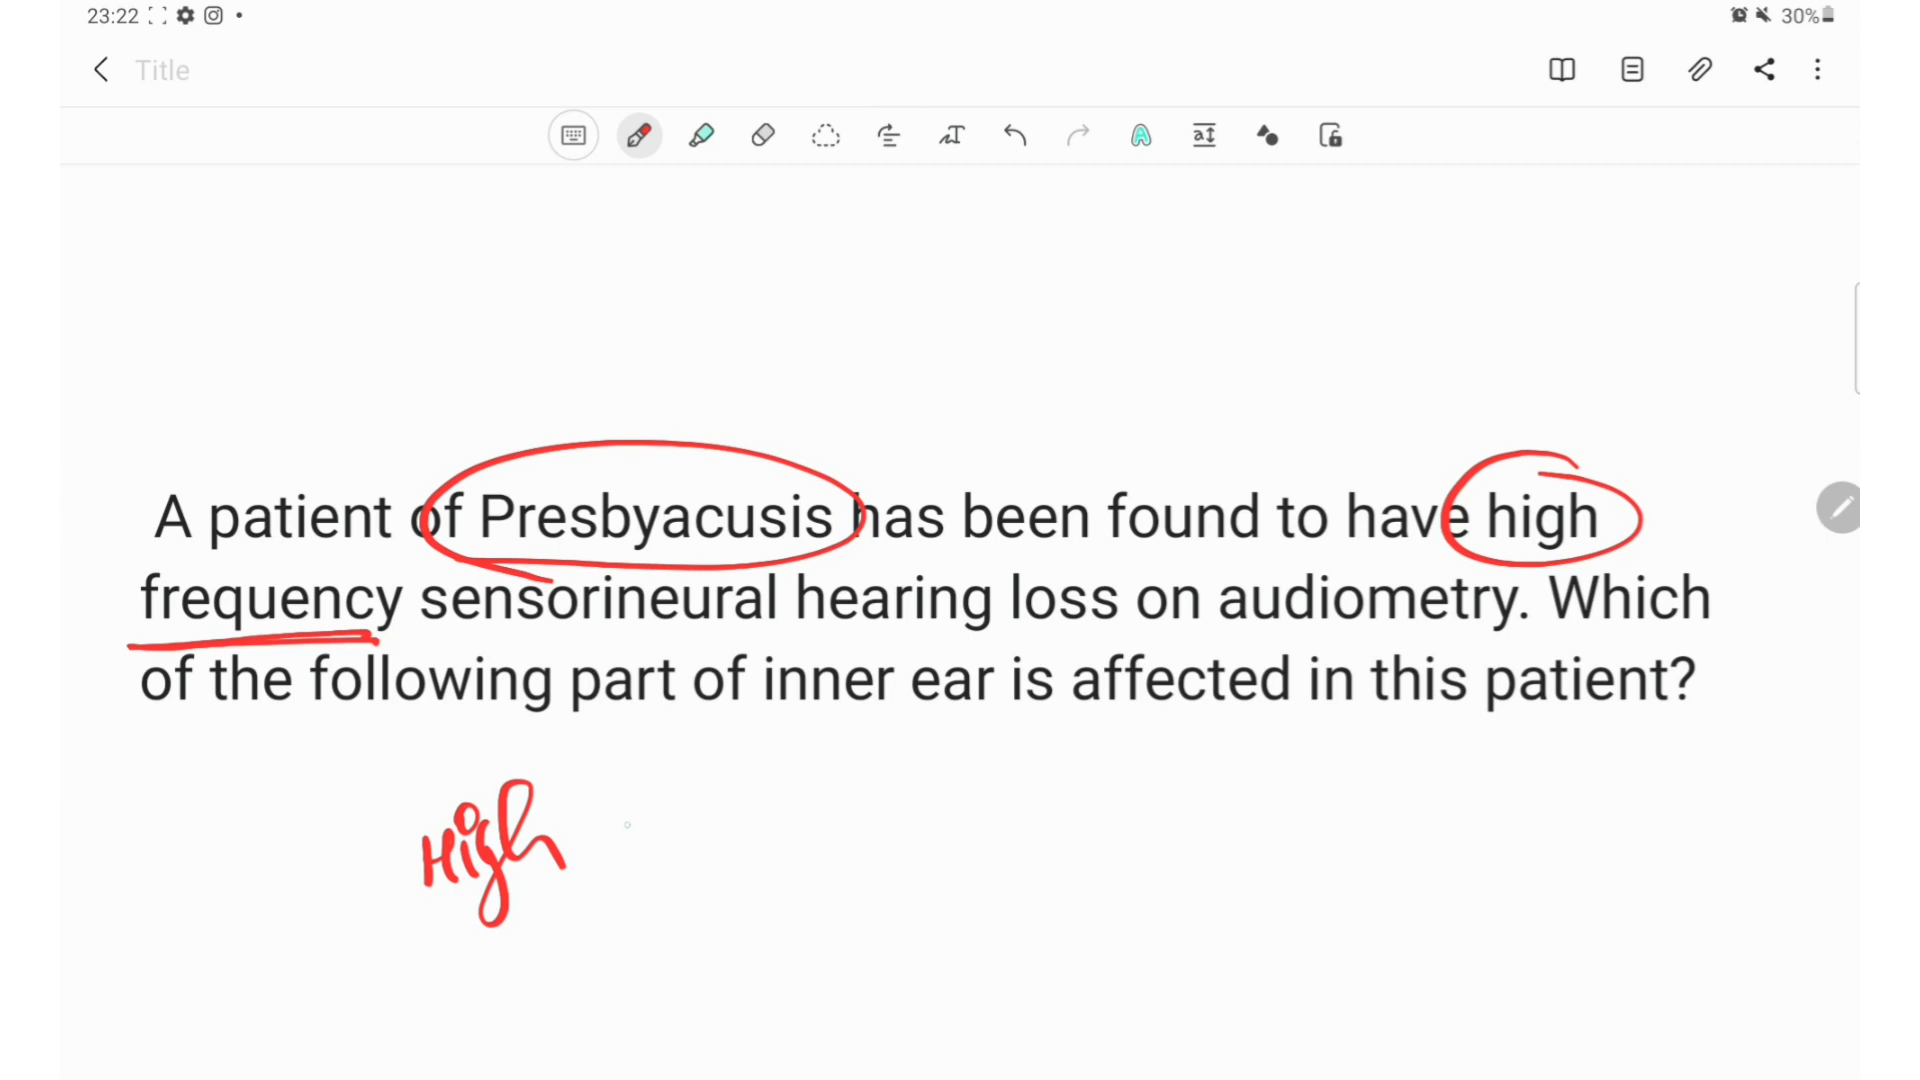 23:22
30%
Title
A patient of Presbyacusis has been found to have high
frequency sensorineural hearing loss on audiometry. Which
of the following part of inner ear is affected in this patient?
High